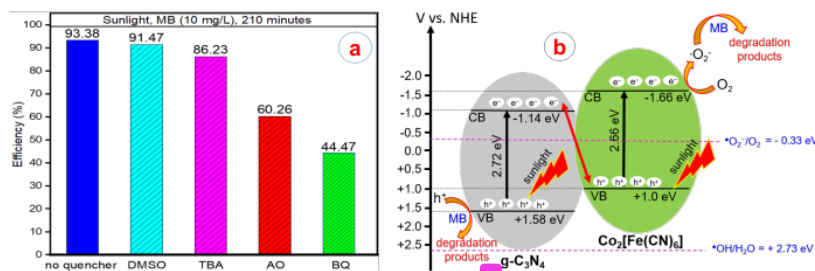 Sunlight, MB (10 mg/L), 210 minutes
a
Efficiency (%)
100
90
80
70
60
50
40
30
20
10
0
93.38
91.47
86.23
60.26
44.47
no quencher
DMSO
TBA
AO
BQ
V vs. NHE
b
-2.0
-1.5
-1.0
-0.5
0.0
+0.5
+1.0
+1.5
+2.0
+2.5
MB
degradation
products
·O₂⁻
O₂
e⁻ e⁻ e⁻ e⁻
CB
-1.66 eV
e⁻ e⁻ e⁻ e⁻
CB
-1.14 eV
•O₂⁻/O₂ = - 0.33 eV
2.72 eV
2.66 eV
sunlight
sunlight
h⁺ h⁺ h⁺ h⁺
VB
+1.0 eV
h⁺
MB
h⁺ h⁺ h⁺ h⁺
VB
+1.58 eV
degradation
products
g-C₃N₄
Co₂[Fe(CN)₆]
•OH/H₂O = + 2.73 eV